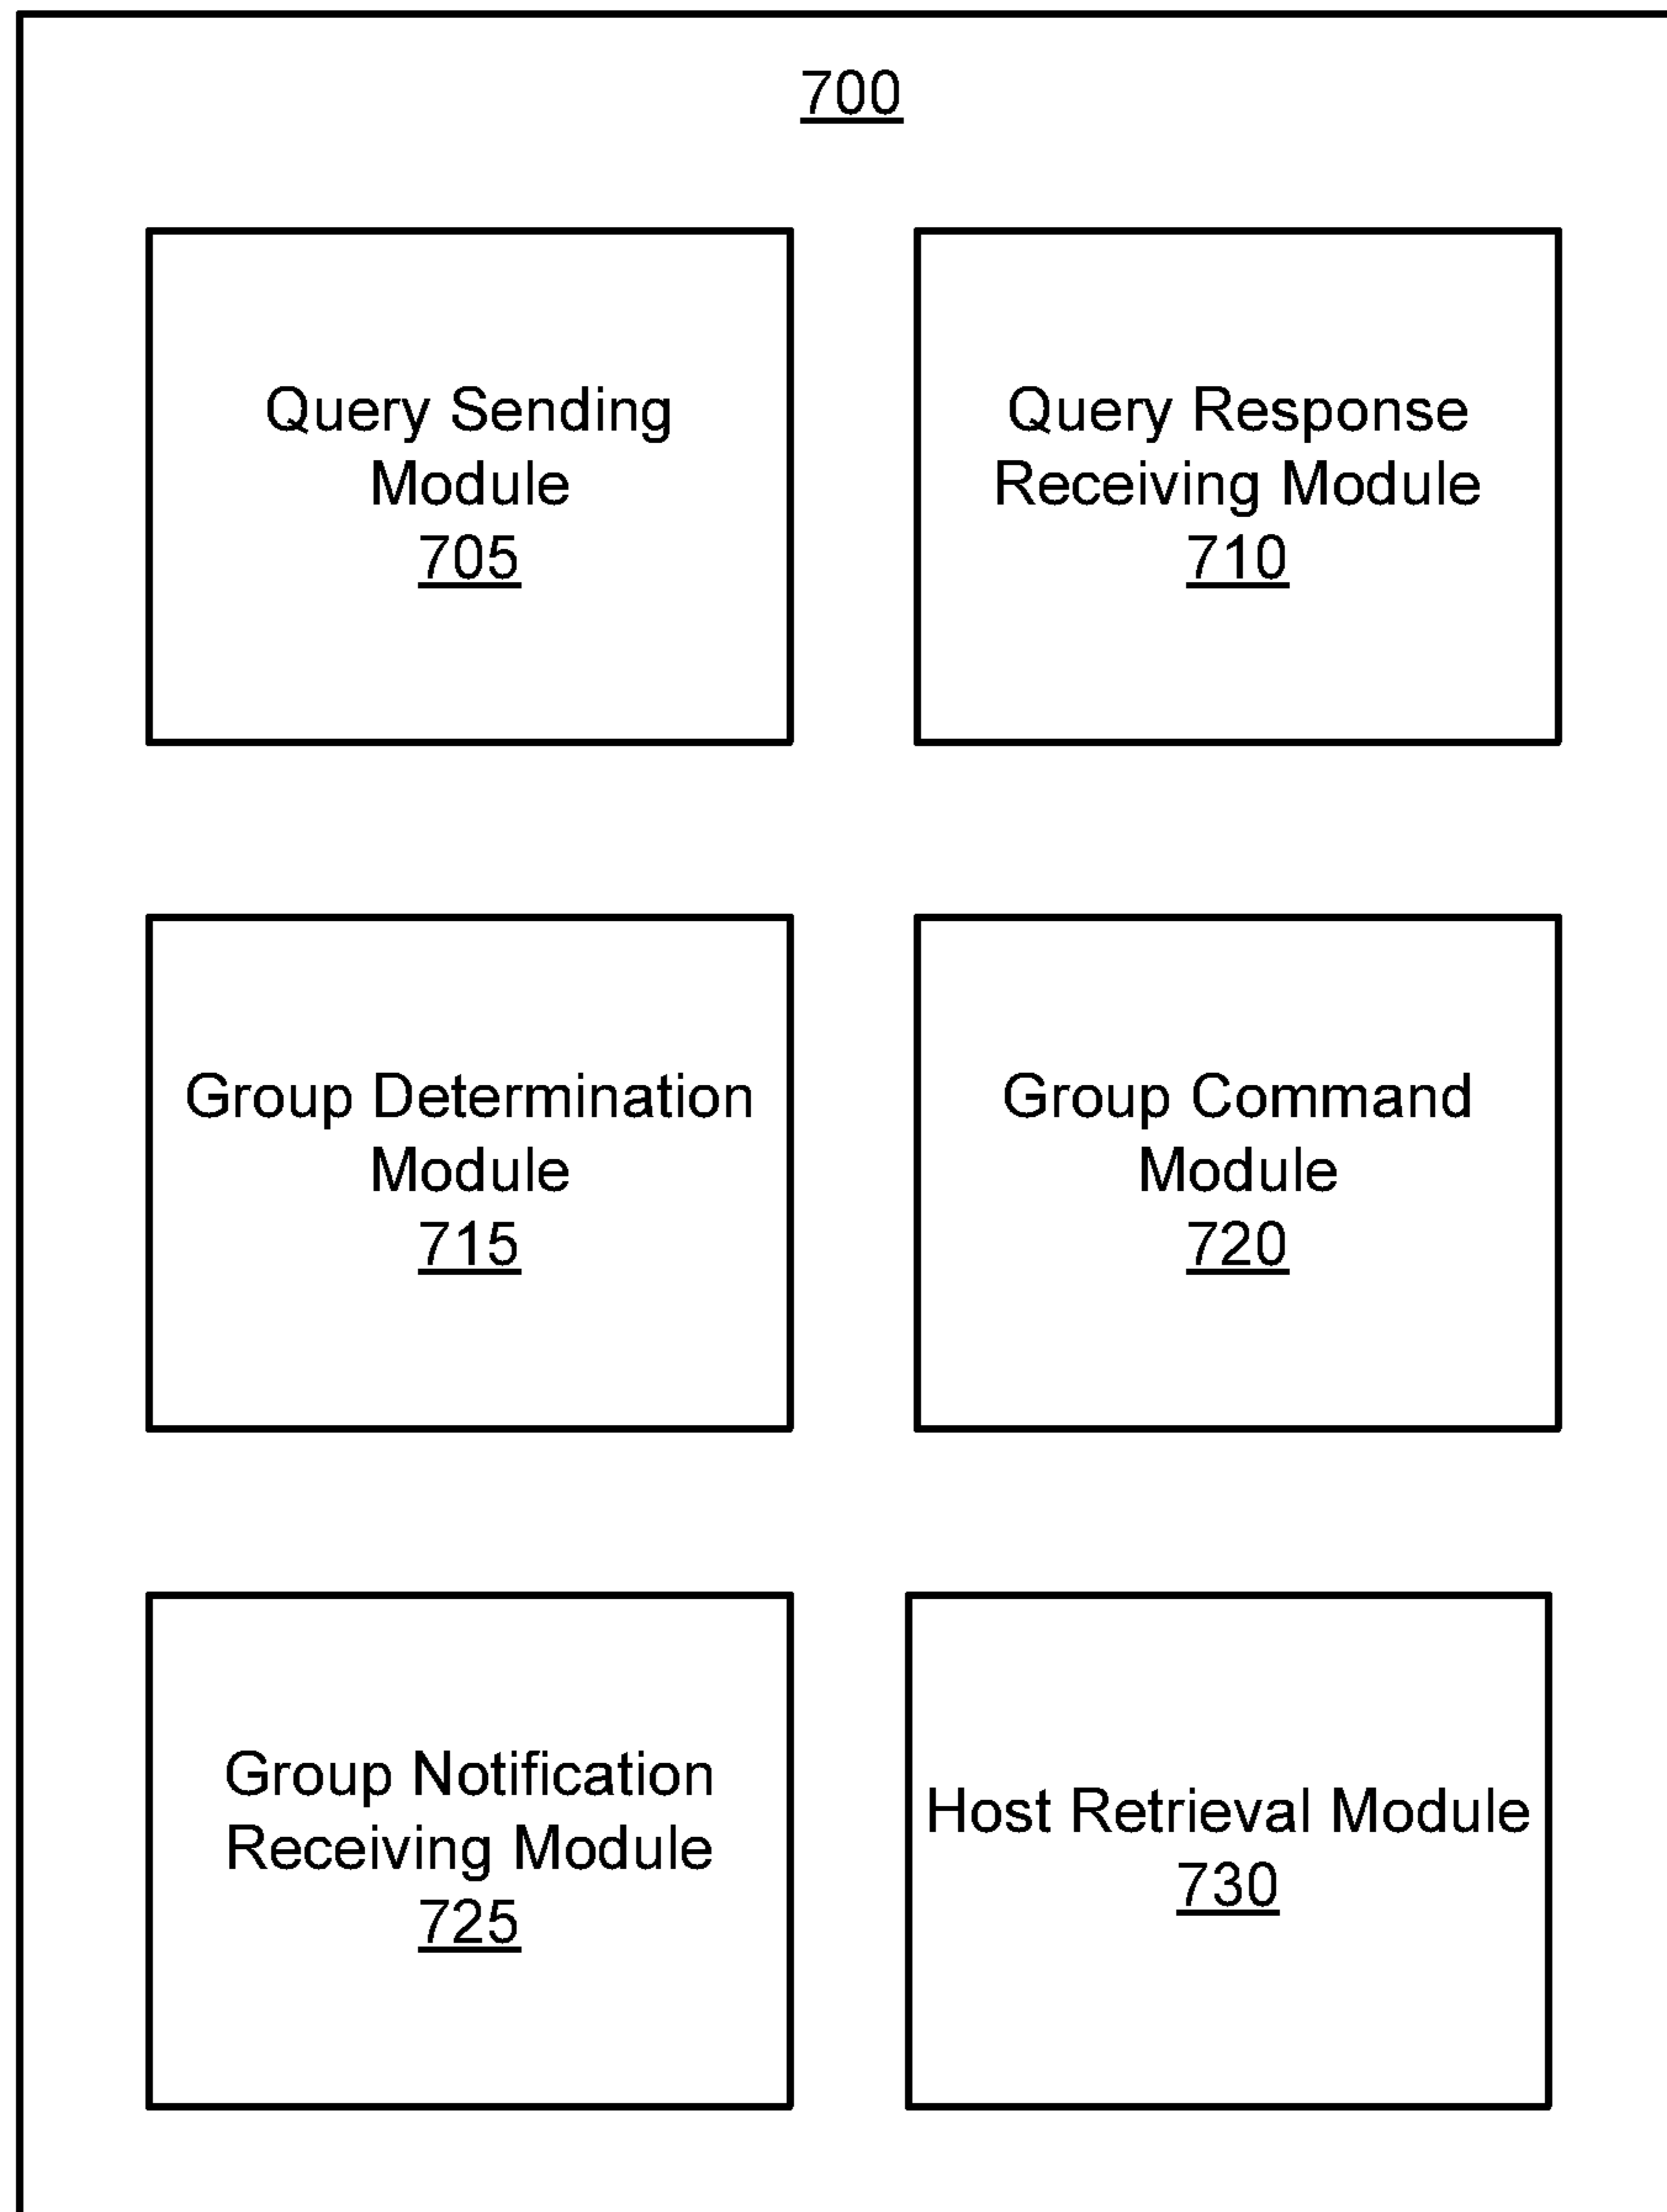 700
Query Sending
Module
705
Query Response
Receiving Module
710
Group Determination
Module
715
Group Command
Module
720
Group Notification
Receiving Module
725
Host Retrieval Module
730